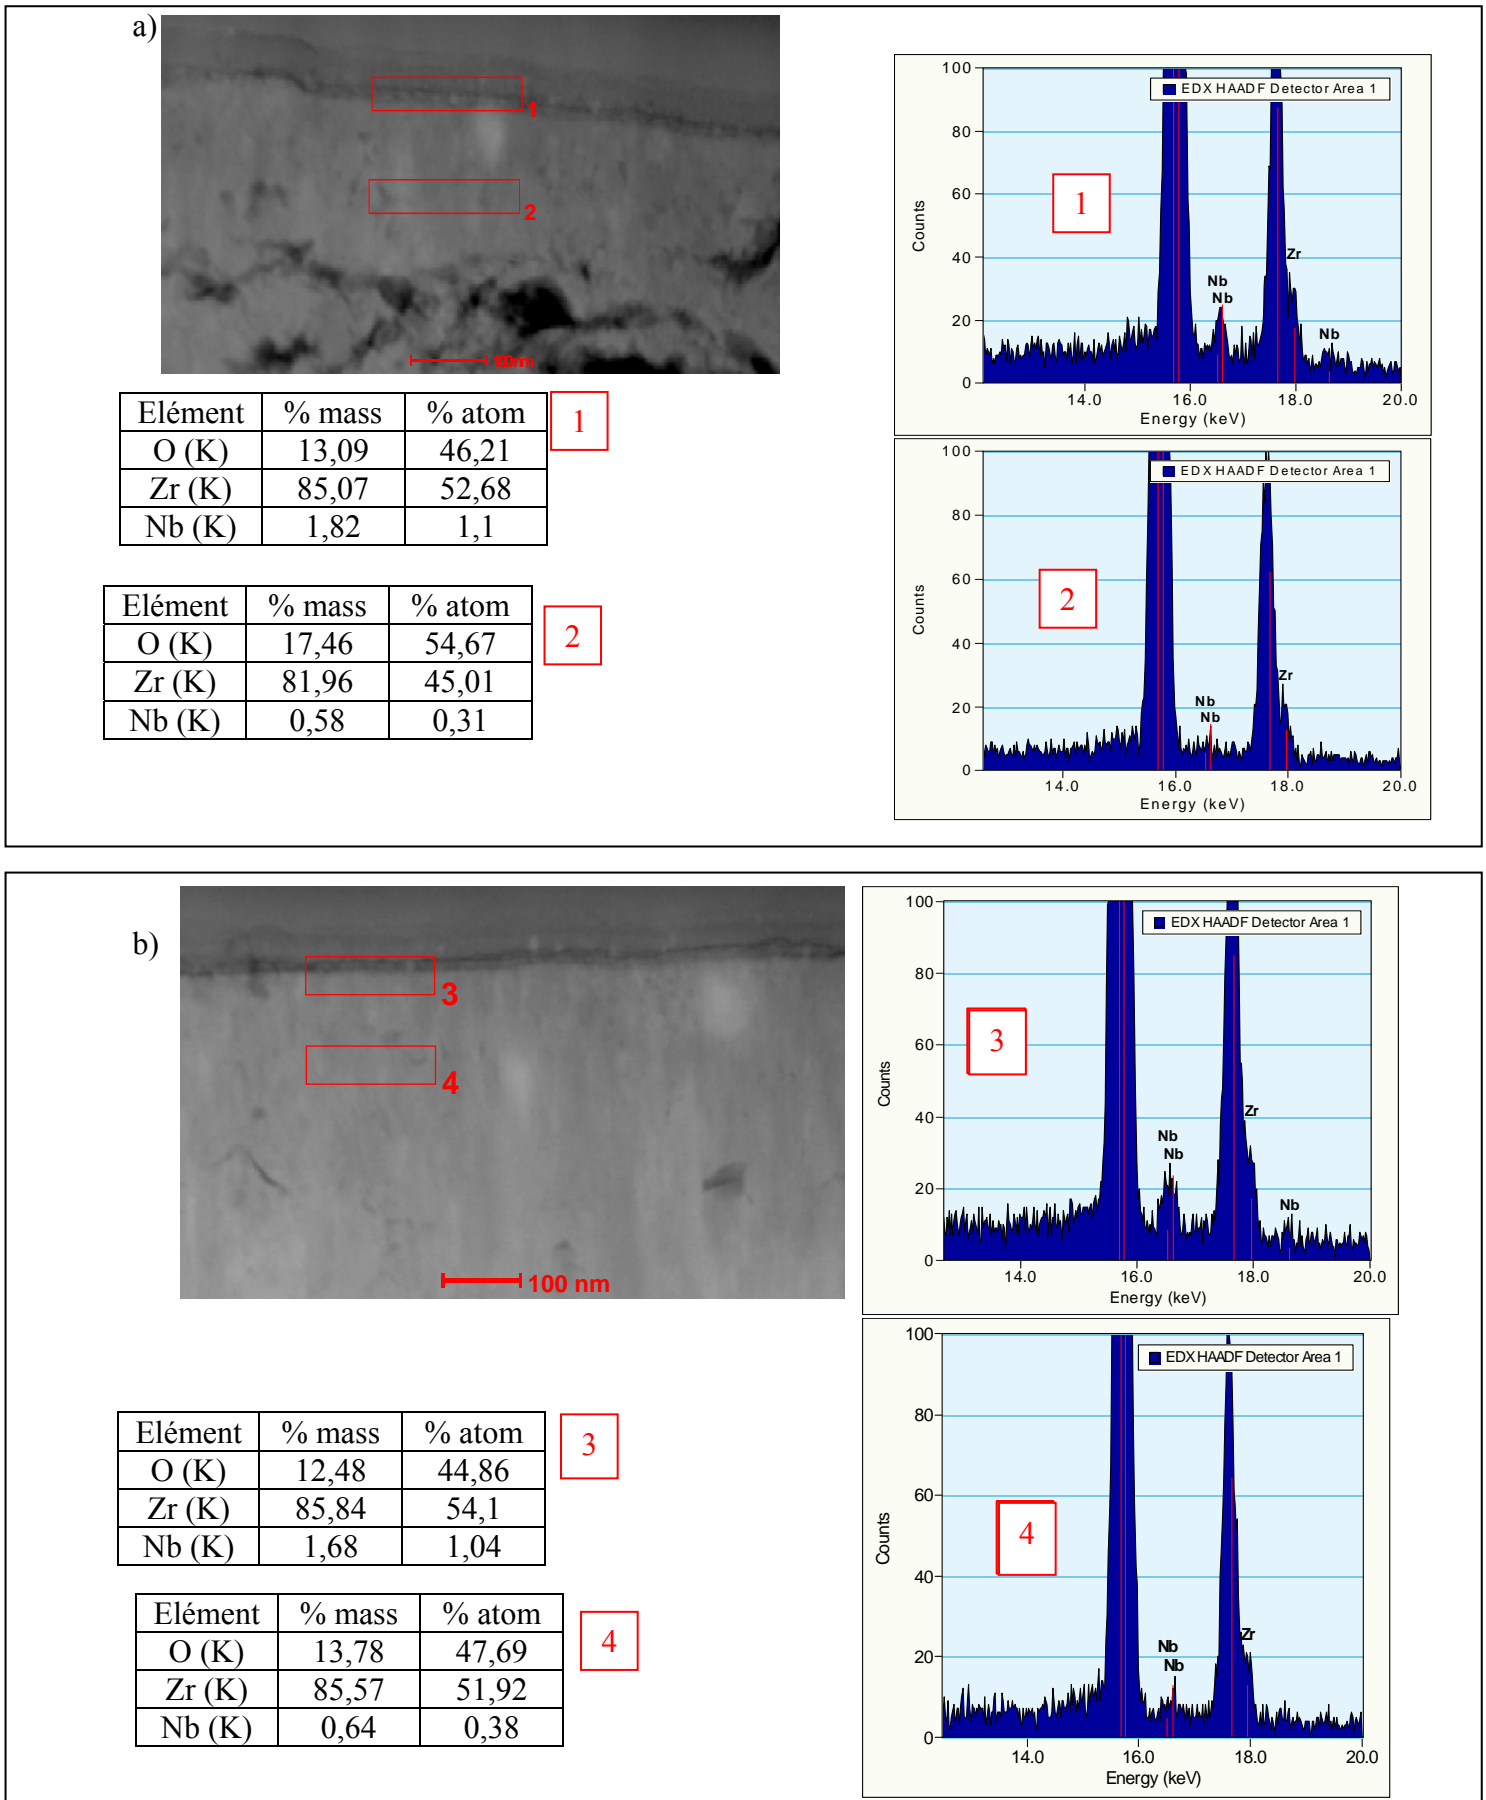 a)
1
2
100nm
EDX HAADF Detector Area 1
1
100
80
60
40
20
0
Counts
Nb
Nb
Zr
Nb
14.0 16.0 18.0 20.0
Energy (keV)
Elément % mass % atom
O (K) 13,09 46,21
Zr (K) 85,07 52,68
Nb (K) 1,82 1,1
1
EDX HAADF Detector Area 1
2
100
80
60
40
20
0
Counts
Nb
Nb
Zr
14.0 16.0 18.0 20.0
Energy (keV)
Elément % mass % atom
O (K) 17,46 54,67
Zr (K) 81,96 45,01
Nb (K) 0,58 0,31
2
b)
3
4
100 nm
EDX HAADF Detector Area 1
3
100
80
60
40
20
0
Counts
Nb
Nb
Zr
Nb
14.0 16.0 18.0 20.0
Energy (keV)
EDX HAADF Detector Area 1
4
100
80
60
40
20
0
Counts
Nb
Nb
Zr
14.0 16.0 18.0 20.0
Energy (keV)
Elément % mass % atom
O (K) 12,48 44,86
Zr (K) 85,84 54,1
Nb (K) 1,68 1,04
3
Elément % mass % atom
O (K) 13,78 47,69
Zr (K) 85,57 51,92
Nb (K) 0,64 0,38
4